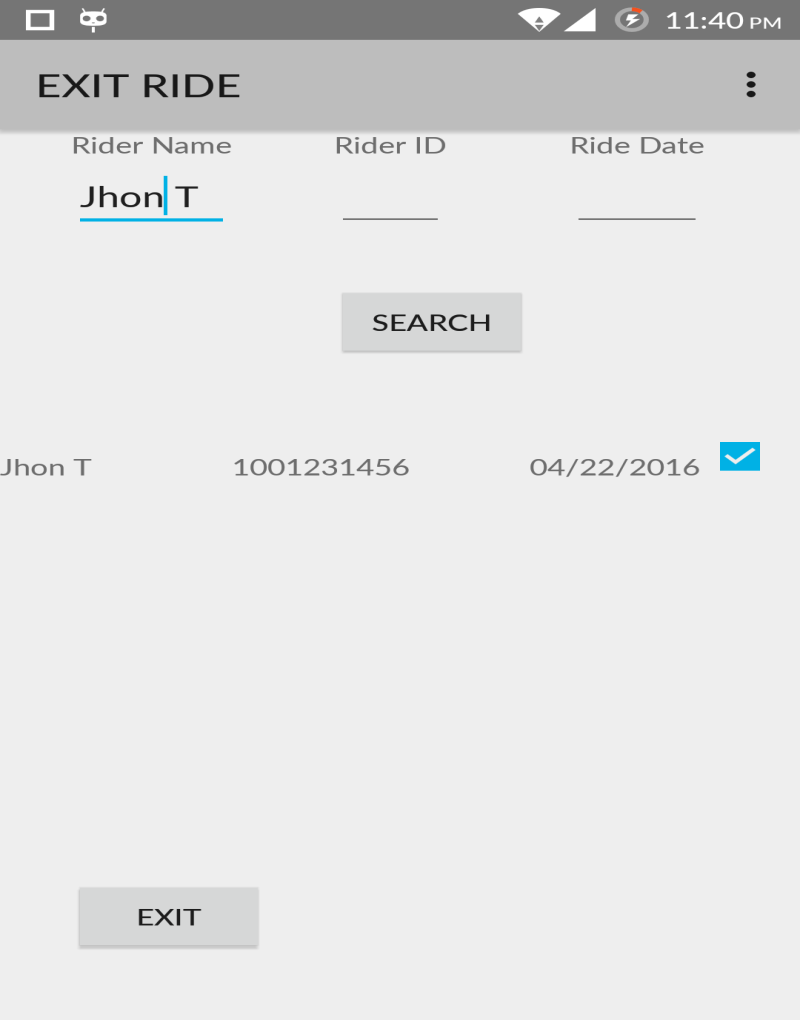 11:40 PM
EXIT RIDE
Rider Name Rider ID Ride Date
Jhon T
SEARCH
Jhon T 1001231456 04/22/2016
EXIT